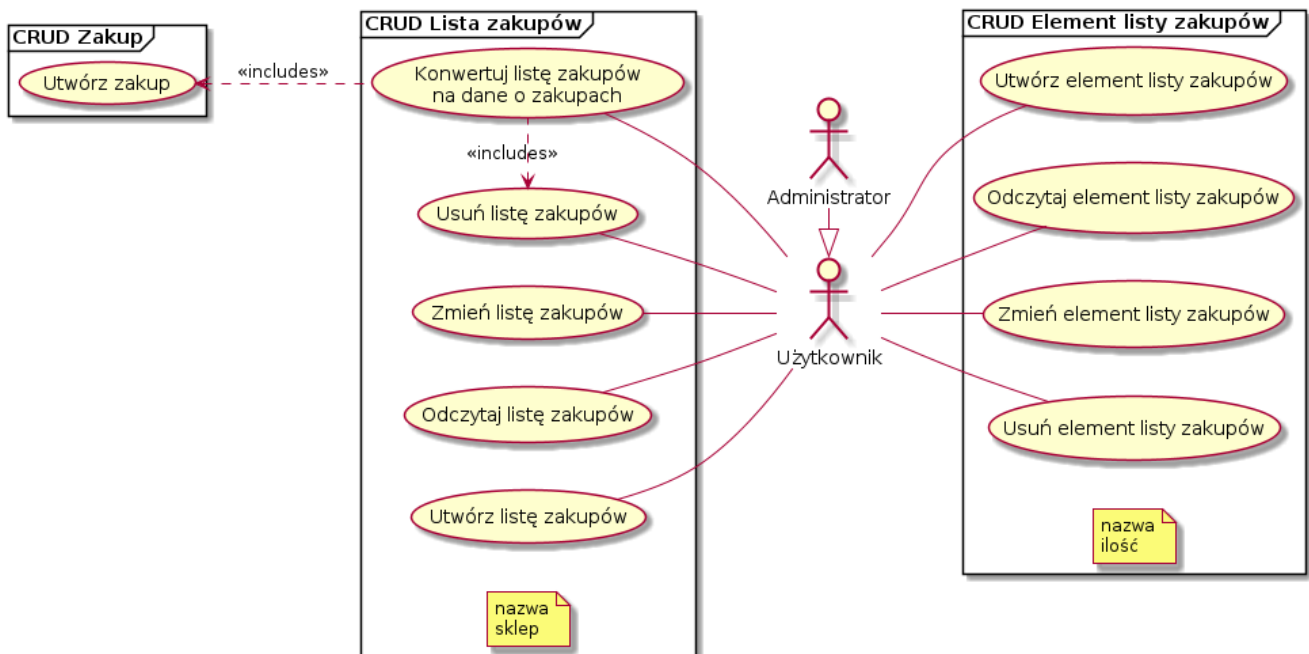 CRUD Zakup
Utwórz zakup
«includes»
CRUD Lista zakupów
Konwertuj listę zakupów
na dane o zakupach
«includes»
Usuń listę zakupów
Zmień listę zakupów
Odczytaj listę zakupów
Utwórz listę zakupów
nazwa
sklep
Administrator
Użytkownik
CRUD Element listy zakupów
Utwórz element listy zakupów
Odczytaj element listy zakupów
Zmień element listy zakupów
Usuń element listy zakupów
nazwa
ilość